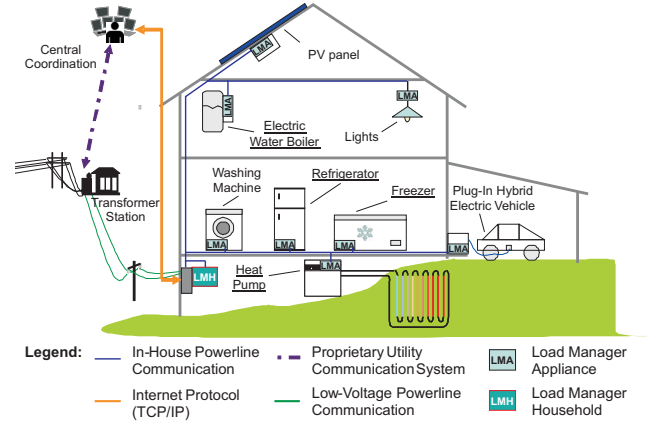 Central
Coordination
LMA
PV panel
LMA
Electric
Water Boiler
LMA
Lights
Transformer
Station
Washing
Machine
LMA
Refrigerator
LMA
Freezer
LMA
Plug-In Hybrid
Electric Vehicle
LMA
LMH
Heat
Pump
LMA
Legend:
In-House Powerline
Communication
Proprietary Utility
Communication System
LMA
Load Manager
Appliance
Internet Protocol
(TCP/IP)
Low-Voltage Powerline
Communication
LMH
Load Manager
Household